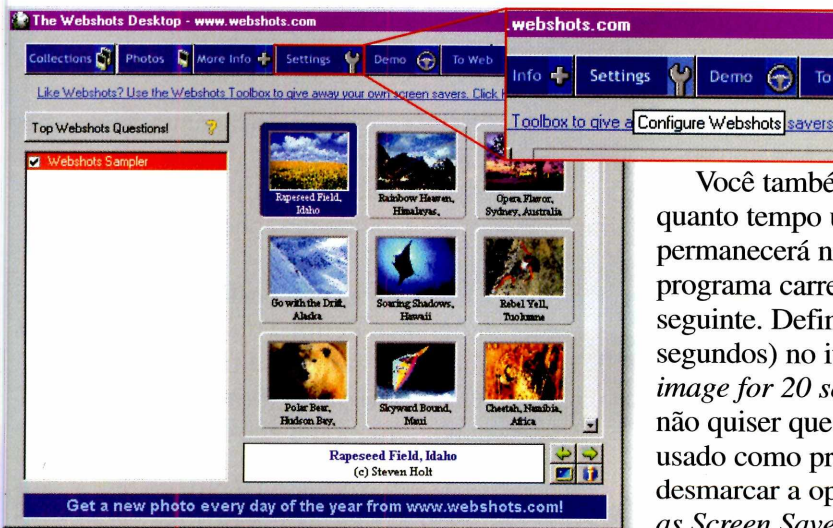 The Webshots Desktop - www.webshots.com
Collections Photos More Info Settings Demo To Web
Like Webshots? Use the Webshots Toolbox to give away your own screen savers. Click
Top Webshots Questions! ?
Webshots Sampler
Rapeseed Field,
Idaho
Rainbow Heaven,
Himalayas,
Opera Flavor,
Sydney, Australia
Go with the Drift,
Alaska
Soaring Shadows,
Hawaii
Rebel Yell,
Tuolumne
Polar Bear,
Hudson Bay,
Skyward Bound,
Maui
Cheetah, Namibia,
Africa
Rapeseed Field, Idaho
(c) Steven Holt
Get a new photo every day of the year from www.webshots.com!
.webshots.com
Info Settings Demo To
Toolbox to give a Configure Webshots savers
Você també
quanto tempo
permanecerá n
programa carre
seguinte. Defin
segundos) no i
image for 20 s
não quiser que
usado como pr
desmarcar a op
as Screen Save